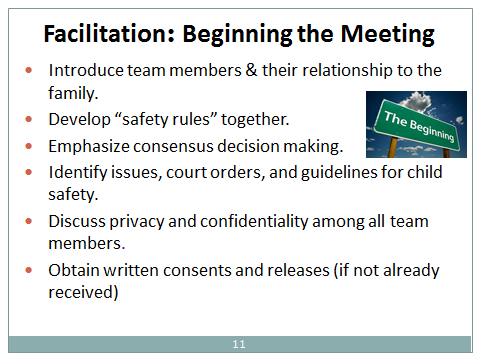 Facilitation: Beginning the Meeting
• Introduce team members & their relationship to the
family.
• Develop “safety rules” together.
The Beginning
• Emphasize consensus decision making.
• Identify issues, court orders, and guidelines for child
safety.
• Discuss privacy and confidentiality among all team
members.
• Obtain written consents and releases (if not already
received)
11